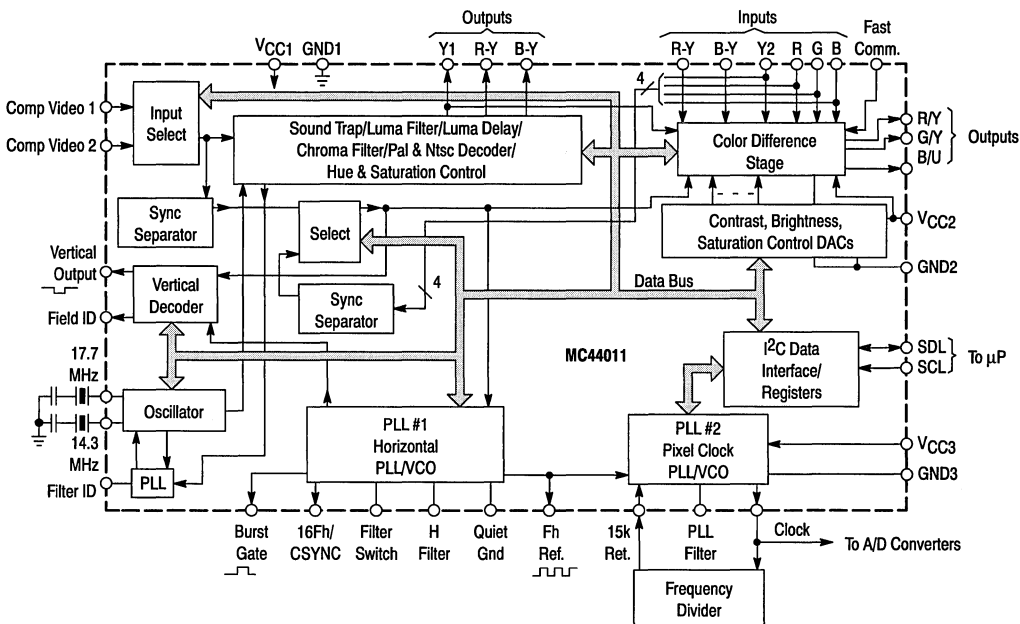 Outputs
Inputs
VCC1 GND1
Y1 R-Y B-Y
R-Y B-Y Y2 R G B
Fast
Comm.
4
Comp Video 1
Comp Video 2
Input
Select
Sound Trap/Luma Filter/Luma Delay/
Chroma Filter/Pal & Ntsc Decoder/
Hue & Saturation Control
Color Difference
Stage
R/Y
G/Y
B/U
Outputs
Sync
Separator
Select
Contrast, Brightness,
Saturation Control DACs
VCC2
GND2
Vertical
Output
Vertical
Decoder
Field ID
Sync
Separator
4
Data Bus
MC44011
I2C Data
Interface/
Registers
SDL
SCL
To µP
17.7
MHz
Oscillator
14.3
MHz
Filter ID
PLL
PLL #1
Horizontal
PLL/VCO
PLL #2
Pixel Clock
PLL/VCO
VCC3
GND3
Burst
Gate
16Fh/
CSYNC
Filter
Switch
H
Filter
Quiet
Gnd
Fh
Ref.
15k
Ret.
PLL
Filter
Clock
To A/D Converters
Frequency
Divider